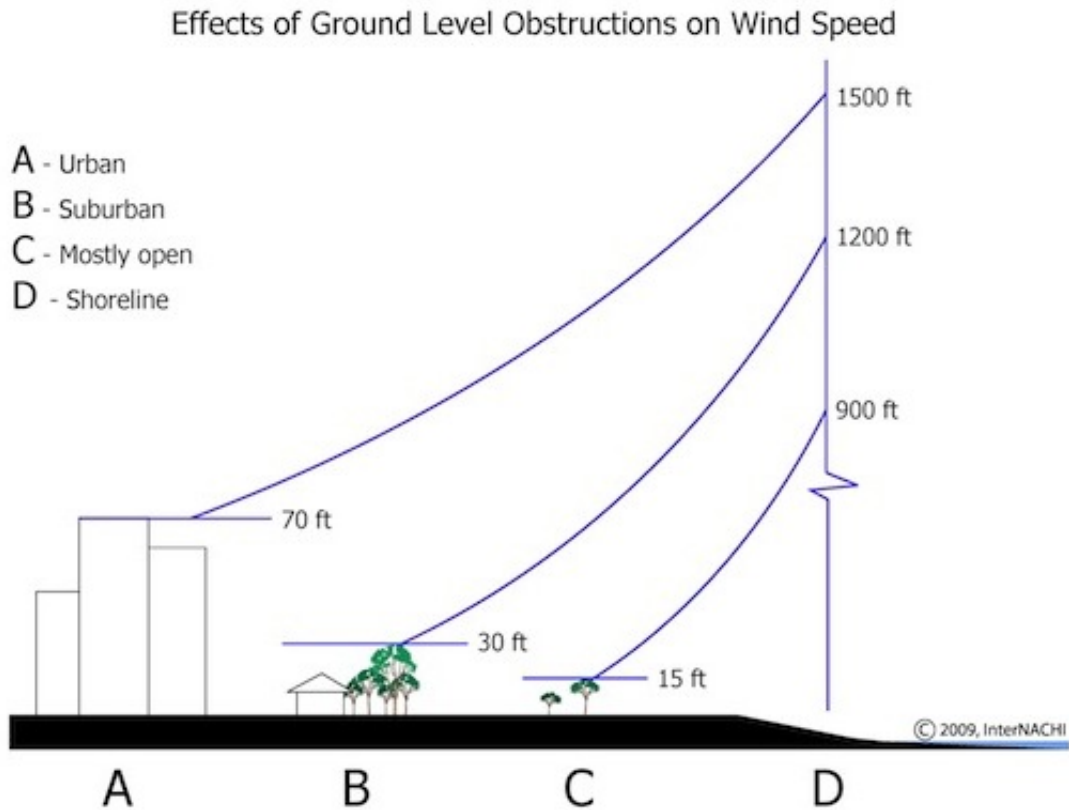 Effects of Ground Level Obstructions on Wind Speed
1500 ft
A - Urban
B - Suburban
C - Mostly open
D - Shoreline
1200 ft
900 ft
70 ft
30 ft
15 ft
© 2009, InterNACHI
A B C D